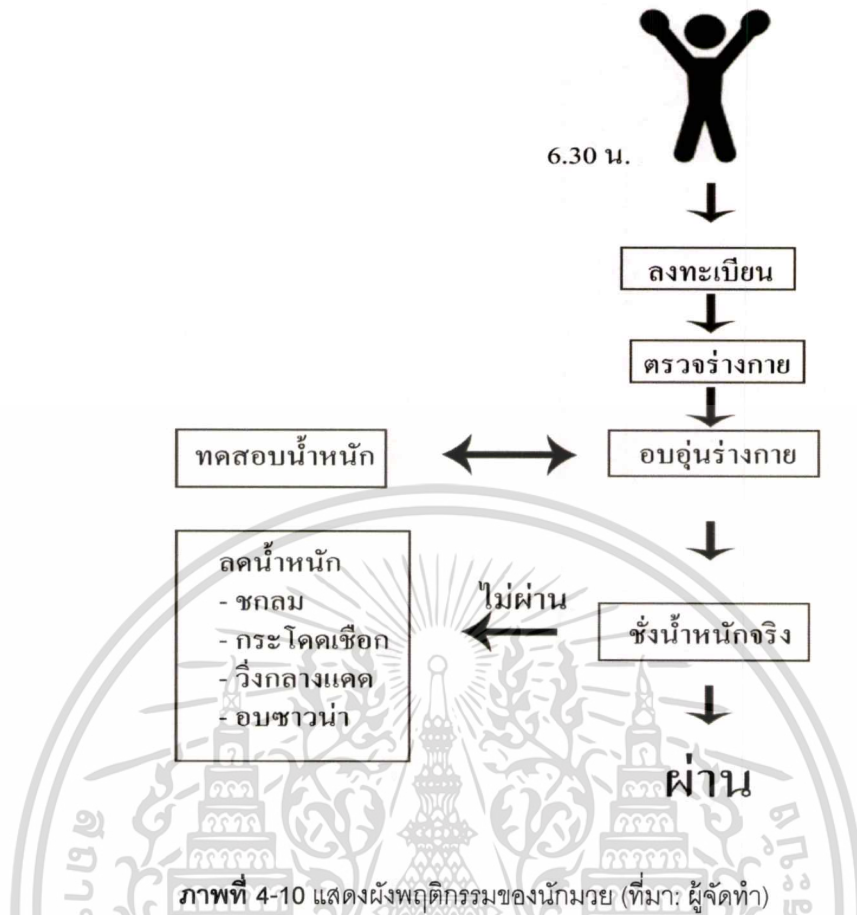 6.30 น.
ลงทะเบียน
ตรวจร่างกาย
ทดสอบน้ำหนัก
อบอุ่นร่างกาย
ลดน้ำหนัก
- ชกลม
- กระโดดเชือก
- วิ่งกลางแดด
- อบซาวน่า
ไม่ผ่าน
ชั่งน้ำหนักจริง
ผ่าน
ภาพที่ 4-10 แสดงผังพฤติกรรมของนักมวย (ที่มา: ผู้จัดทำ)